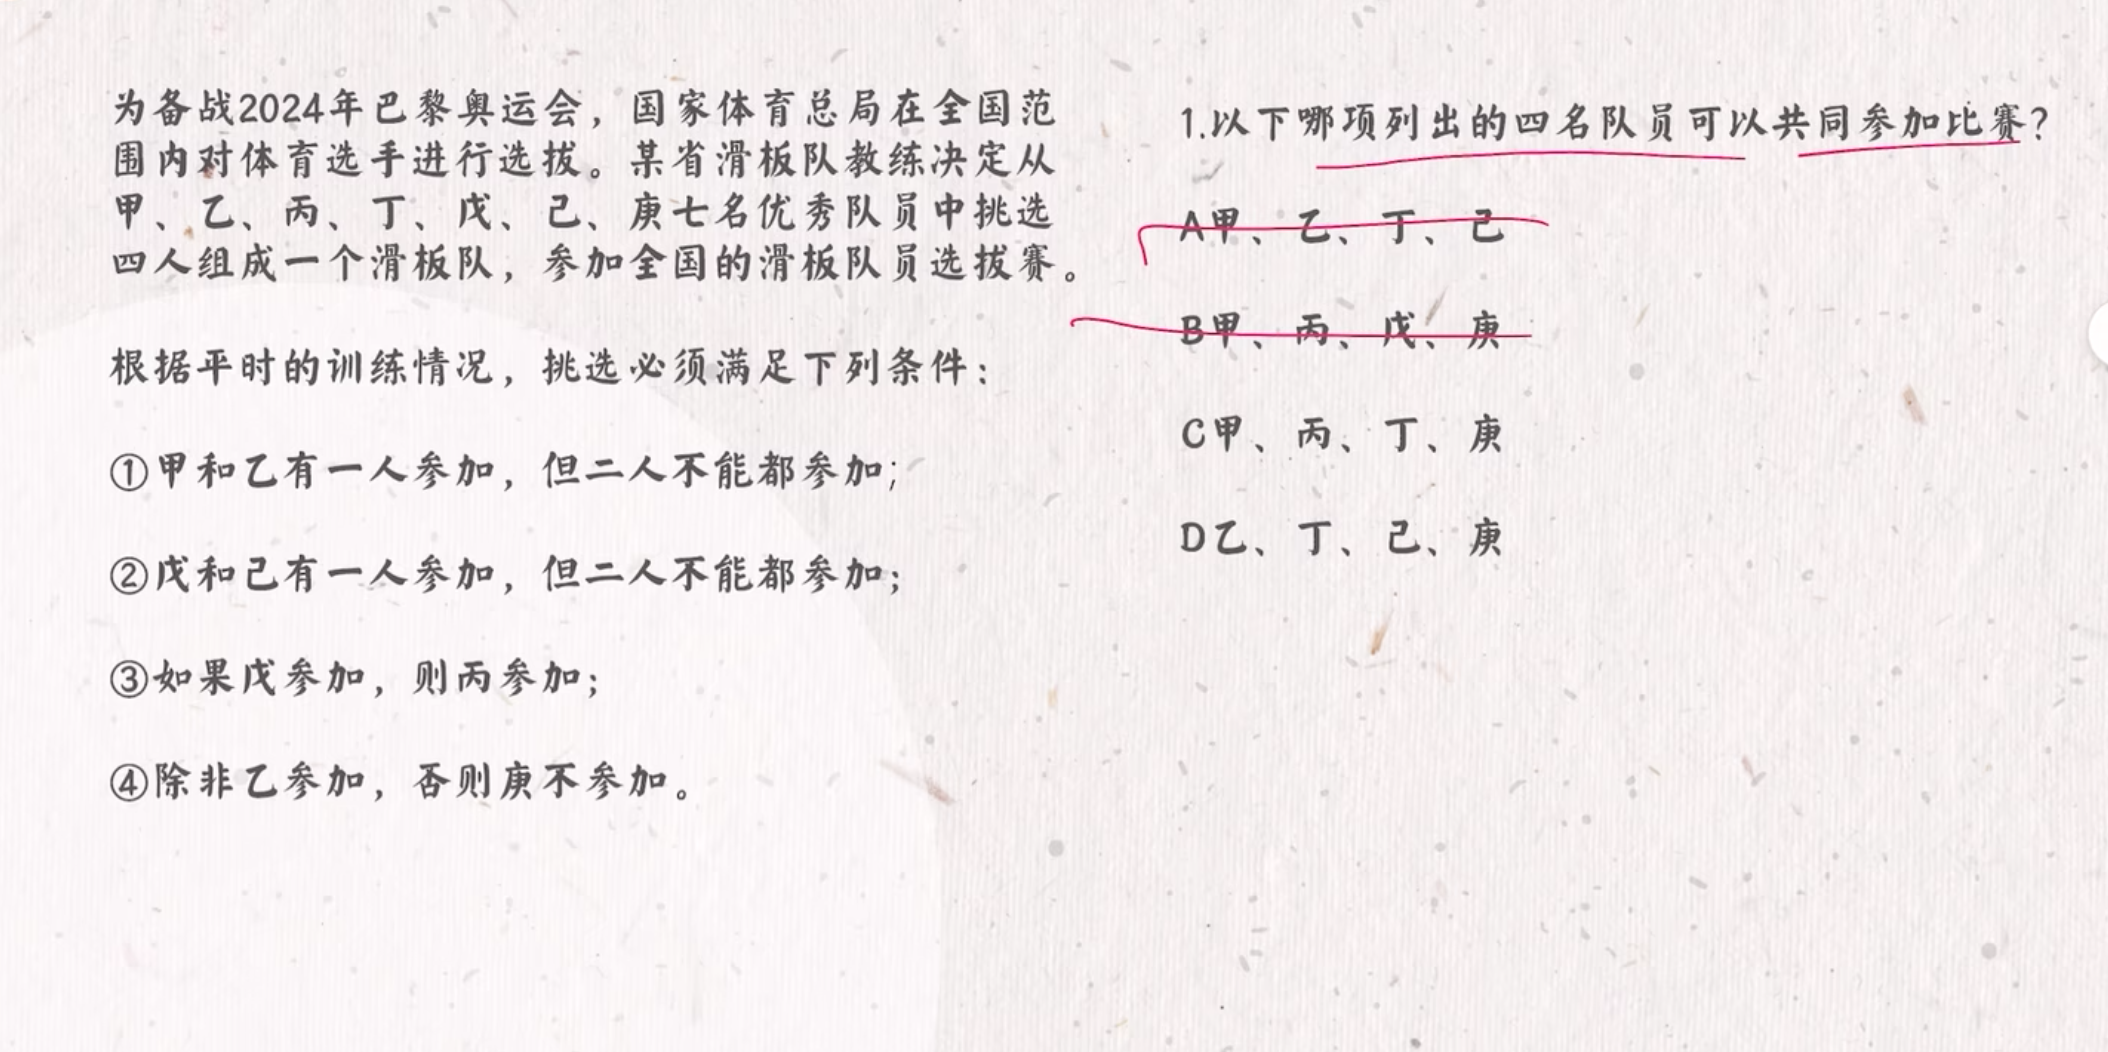 为备战2024年巴黎奥运会，国家体育总局在全国范
围内对体育选手进行选拔。某省滑板队教练决定从
甲、乙、丙、丁、戊、己、庚七名优秀队员中挑选
四人组成一个滑板队，参加全国的滑板队员选拔赛。
根据平时的训练情况，挑选必须满足下列条件：
①甲和乙有一人参加，但二人不能都参加；
②戊和己有一人参加，但二人不能都参加；
③如果戊参加，则丙参加；
④除非乙参加，否则庚不参加。
1.以下哪项列出的四名队员可以共同参加比赛？
A甲、乙、丁、己
B甲、丙、戊、庚
C甲、丙、丁、庚
D乙、丁、己、庚